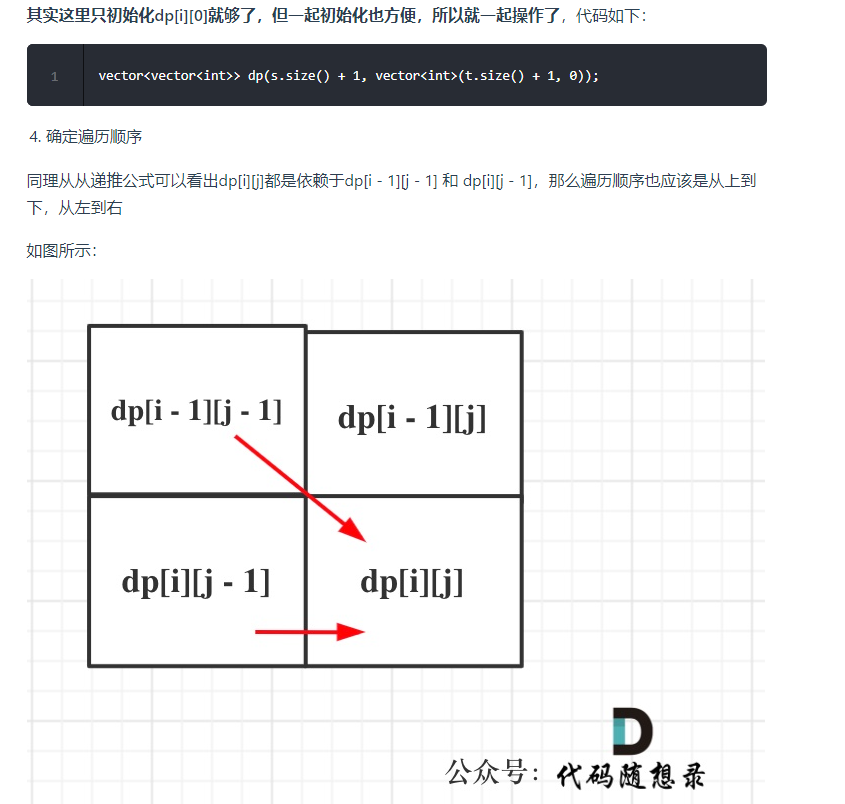 其实这里只初始化dp[i][0]就够了，但一起初始化也方便，所以就一起操作了，代码如下：
1 vector<vector<int>> dp(s.size() + 1, vector<int>(t.size() + 1, 0));
4. 确定遍历顺序
同理从从递推公式可以看出dp[i][j]都是依赖于dp[i - 1][j - 1] 和 dp[i][j - 1]，那么遍历顺序也应该是从上到
下，从左到右
如图所示：
dp[i - 1][j - 1] dp[i - 1][j]
dp[i][j - 1] dp[i][j]
D
公众号：代码随想录